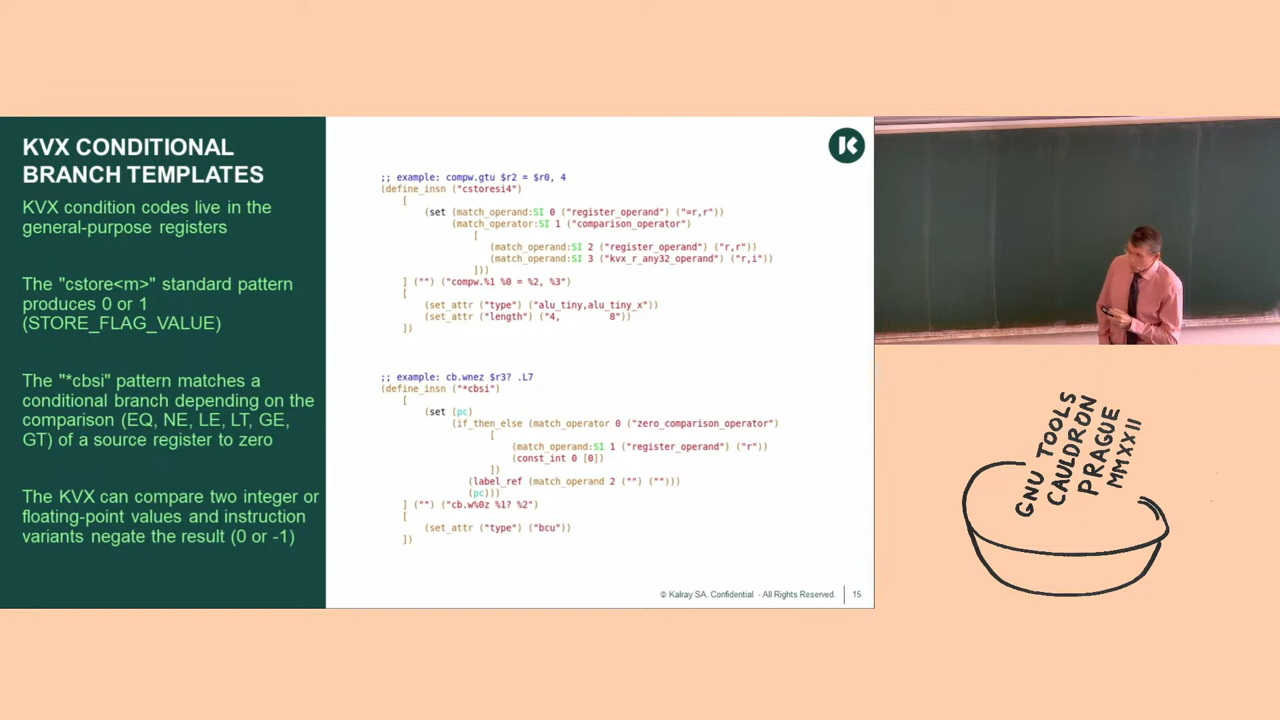 KVX CONDITIONAL
BRANCH TEMPLATES
KVX condition codes live in the
general-purpose registers
The "cstore<m>" standard pattern
produces 0 or 1
(STORE_FLAG_VALUE)
The "*cbsi" pattern matches a
conditional branch depending on the
comparison (EQ, NE, LE, LT, GE,
GT) of a source register to zero
The KVX can compare two integer or
floating-point values and instruction
variants negate the result (0 or -1)
;; example: compw.gtu $r2 = $r0, 4
(define_insn ("cstoresi4")
[
(set (match_operand:SI 0 ("register_operand") ("=r,r"))
(match_operator:SI 1 ("comparison_operator")
[
(match_operand:SI 2 ("register_operand") ("r,r"))
(match_operand:SI 3 ("kvx_r_any32_operand") ("r,i"))
]))
] ("") ("compw.%1 %0 = %2, %3")
[
(set_attr ("type") ("alu_tiny,alu_tiny_x"))
(set_attr ("length") ("4, 8"))
])
;; example: cb.wnez $r3? .L7
(define_insn ("*cbsi")
[
(set (pc)
(if_then_else (match_operator 0 ("zero_comparison_operator")
[
(match_operand:SI 1 ("register_operand") ("r"))
(const_int 0 [0])
])
(label_ref (match_operand 2 ("") ("")))
(pc)))
] ("") ("cb.w%0z %1? %2")
[
(set_attr ("type") ("bcu"))
])
© Kalray SA. Confidential - All Rights Reserved. 15
GNU TOOLS
CAULDRON
PRAGUE
MMXXII